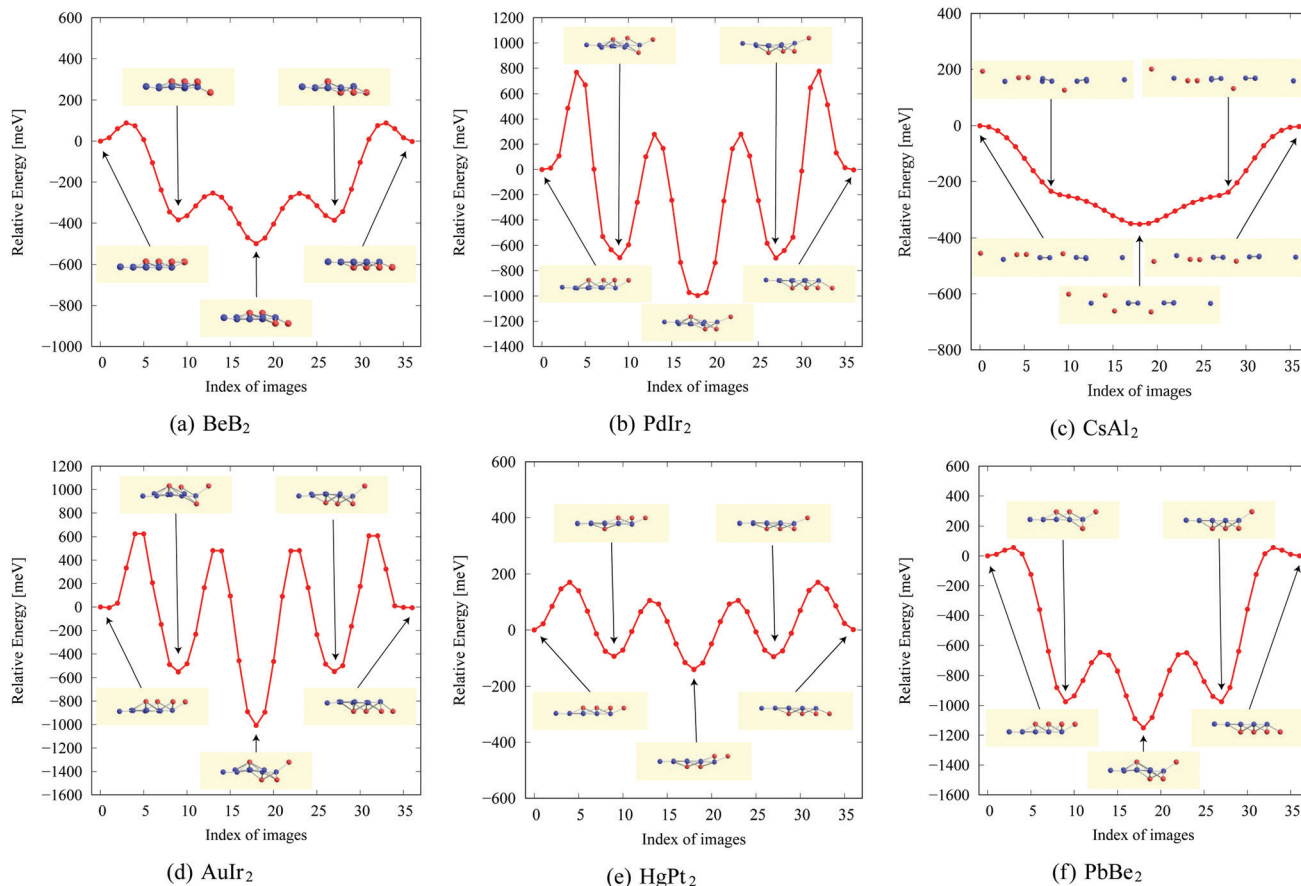 600
400
200
0
−200
−400
−600
−800
−1000
Relative Energy [meV]
0 5 10 15 20 25 30 35
Index of images
(a) BeB2
1200
1000
800
600
400
200
0
−200
−400
−600
−800
−1000
−1200
−1400
Relative Energy [meV]
0 5 10 15 20 25 30 35
Index of images
(b) PdIr2
400
200
0
−200
−400
−600
−800
Relative Energy [meV]
0 5 10 15 20 25 30 35
Index of images
(c) CsAl2
1200
1000
800
600
400
200
0
−200
−400
−600
−800
−1000
−1200
−1400
−1600
Relative Energy [meV]
0 5 10 15 20 25 30 35
Index of images
(d) AuIr2
600
400
200
0
−200
−400
−600
Relative Energy [meV]
0 5 10 15 20 25 30 35
Index of images
(e) HgPt2
600
400
200
0
−200
−400
−600
−800
−1000
−1200
−1400
−1600
Relative Energy [meV]
0 5 10 15 20 25 30 35
Index of images
(f) PbBe2